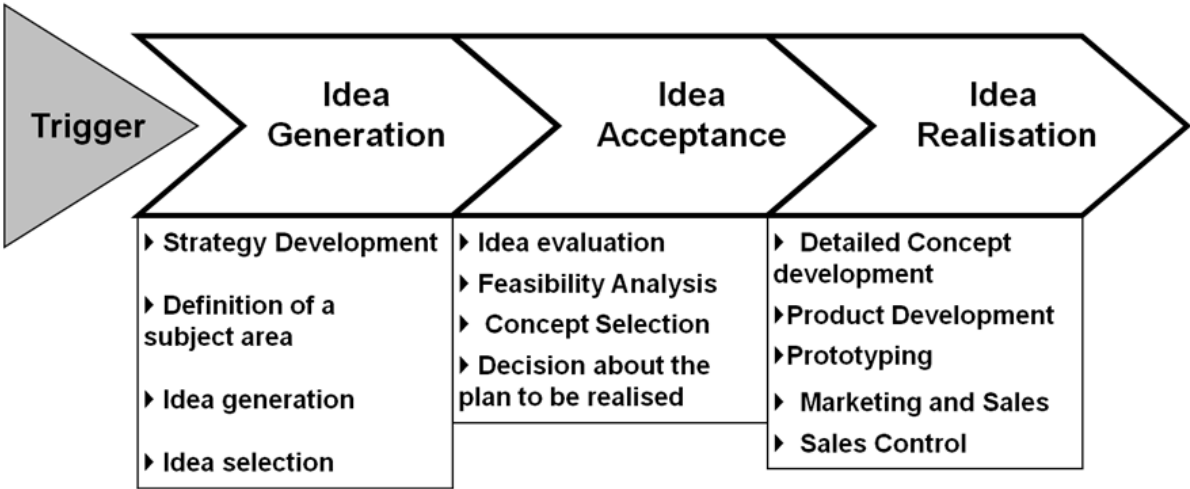 Trigger
Idea
Generation
Idea
Acceptance
Idea
Realisation
Strategy Development
Definition of a
subject area
Idea generation
Idea selection
Idea evaluation
Feasibility Analysis
Concept Selection
Decision about the
plan to be realised
Detailed Concept
development
Product Development
Prototyping
Marketing and Sales
Sales Control